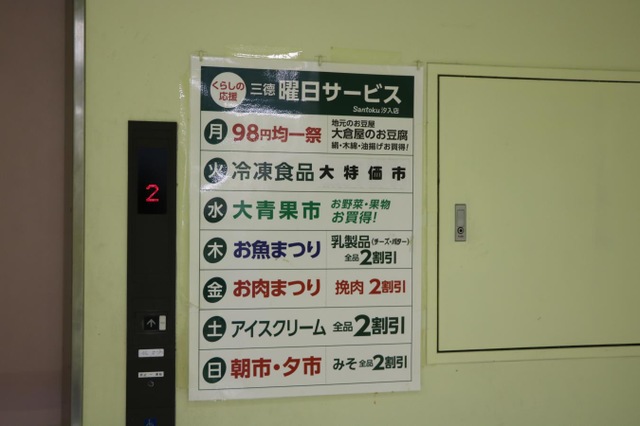 くらしの
応援
三徳 曜日サービス
Santoku 汐入店
月 98円均一祭
地元のお豆屋
大倉屋のお豆腐
絹・木綿・油揚げお買得!
火 冷凍食品 大特価市
水 大青果市
お野菜・果物
お買得!
木 お魚まつり
乳製品(チーズ・バター)
全品2割引
金 お肉まつり 挽肉 2割引
土 アイスクリーム 全品2割引
日 朝市・夕市 みそ全品2割引
2